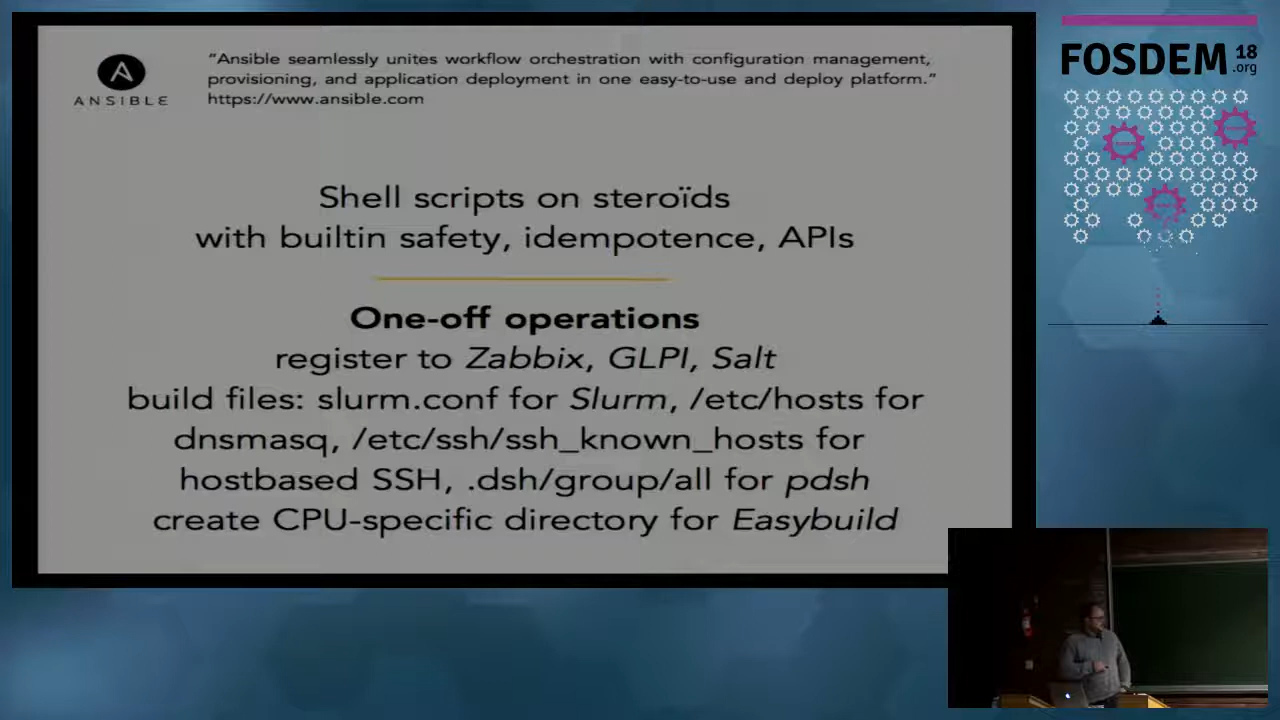 ANSIBLE
"Ansible seamlessly unites workflow orchestration with configuration management,
provisioning, and application deployment in one easy-to-use and deploy platform."
https://www.ansible.com
Shell scripts on steroïds
with builtin safety, idempotence, APIs
One-off operations
register to Zabbix, GLPI, Salt
build files: slurm.conf for Slurm, /etc/hosts for
dnsmasq, /etc/ssh/ssh_known_hosts for
hostbased SSH, .dsh/group/all for pdsh
create CPU-specific directory for Easybuild
FOSDEM 18
.org